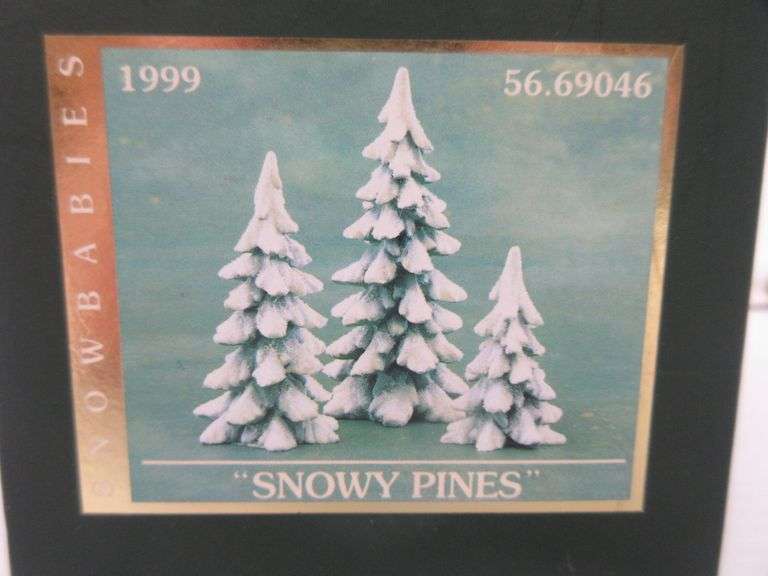 SNOWBABIES
1999
56.69046
"SNOWY PINES"